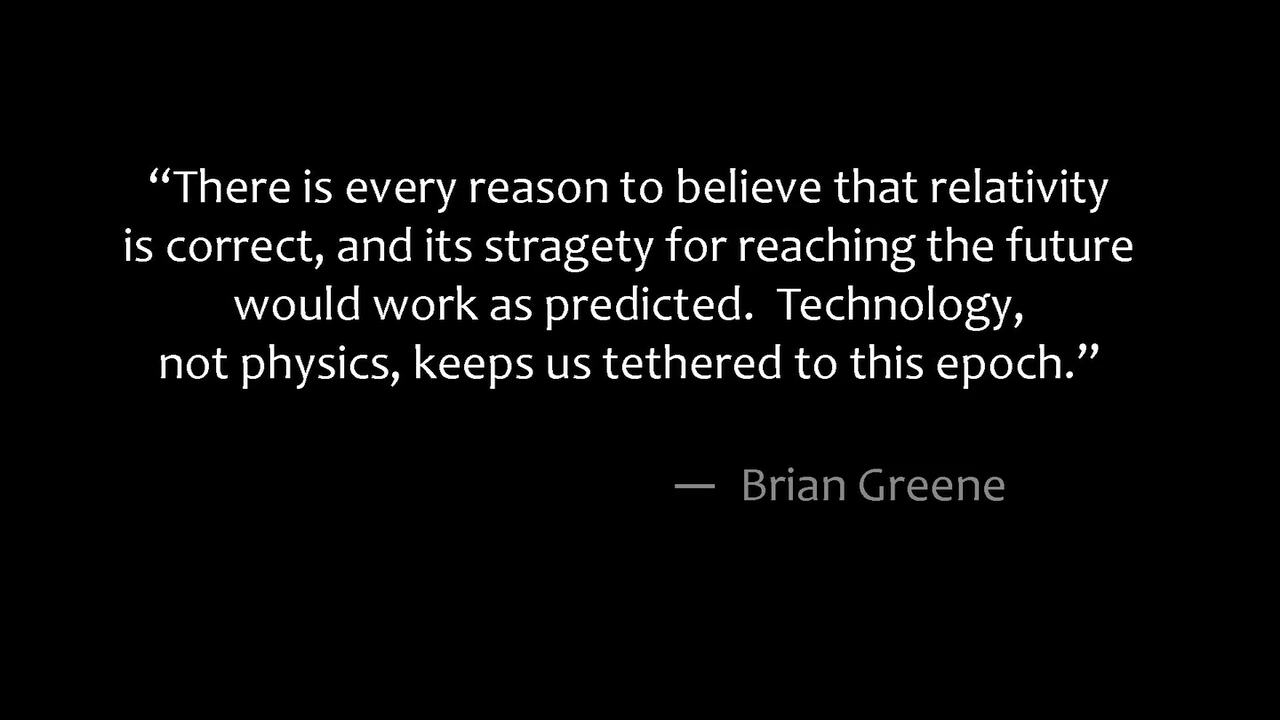 “There is every reason to believe that relativity
is correct, and its stragety for reaching the future
would work as predicted.  Technology,
not physics, keeps us tethered to this epoch.”
— Brian Greene